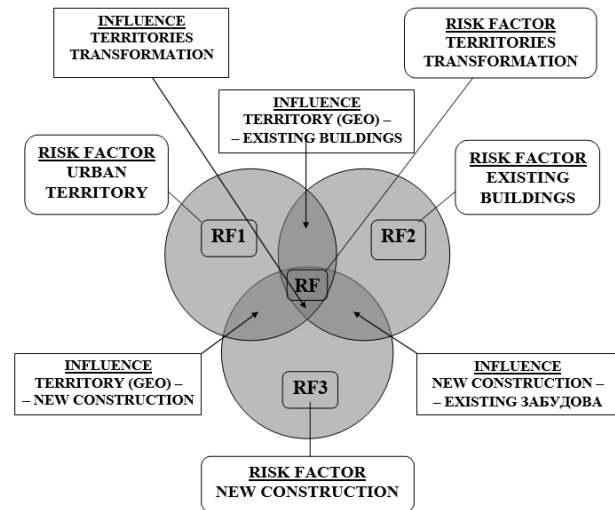 INFLUENCE
TERRITORIES
TRANSFORMATION
RISK FACTOR
TERRITORIES
TRANSFORMATION
INFLUENCE
TERRITORY (GEO) –
– EXISTING BUILDINGS
RISK FACTOR
URBAN
TERRITORY
RISK FACTOR
EXISTING
BUILDINGS
RF1
RF2
RF
INFLUENCE
TERRITORY (GEO) –
– NEW CONSTRUCTION
INFLUENCE
NEW CONSTRUCTION –
– EXISTING ЗАБУДОВА
RF3
RISK FACTOR
NEW CONSTRUCTION